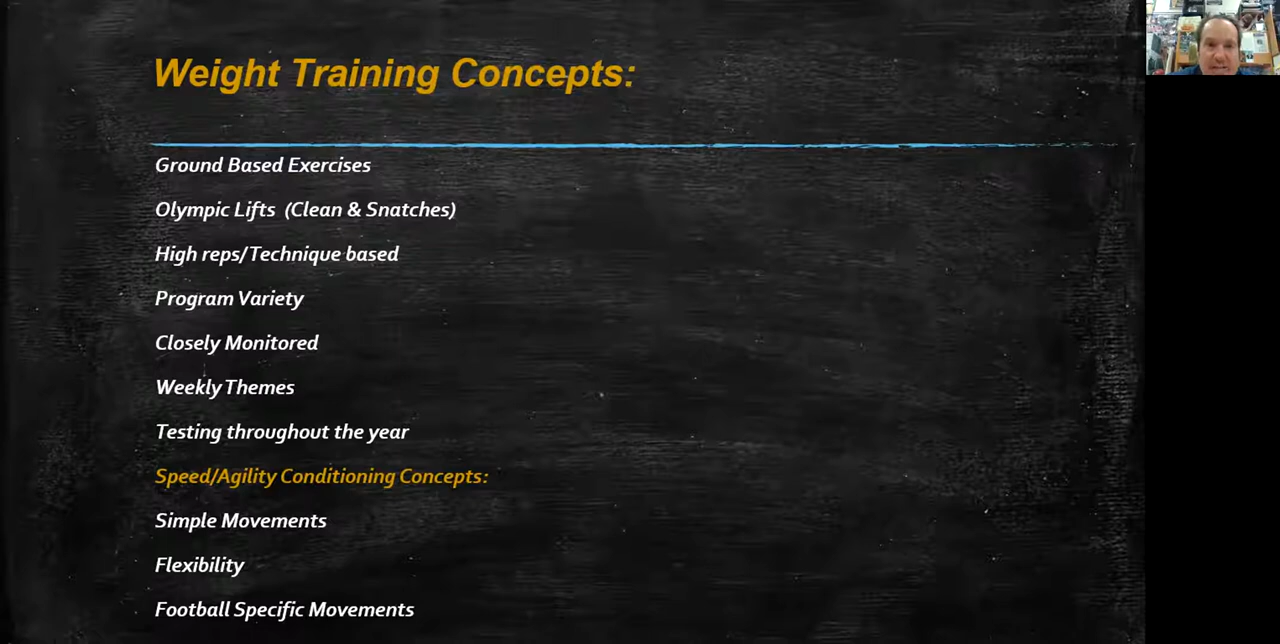 Weight Training Concepts:
Ground Based Exercises
Olympic Lifts (Clean & Snatches)
High reps/Technique based
Program Variety
Closely Monitored
Weekly Themes
Testing throughout the year
Speed/Agility Conditioning Concepts:
Simple Movements
Flexibility
Football Specific Movements